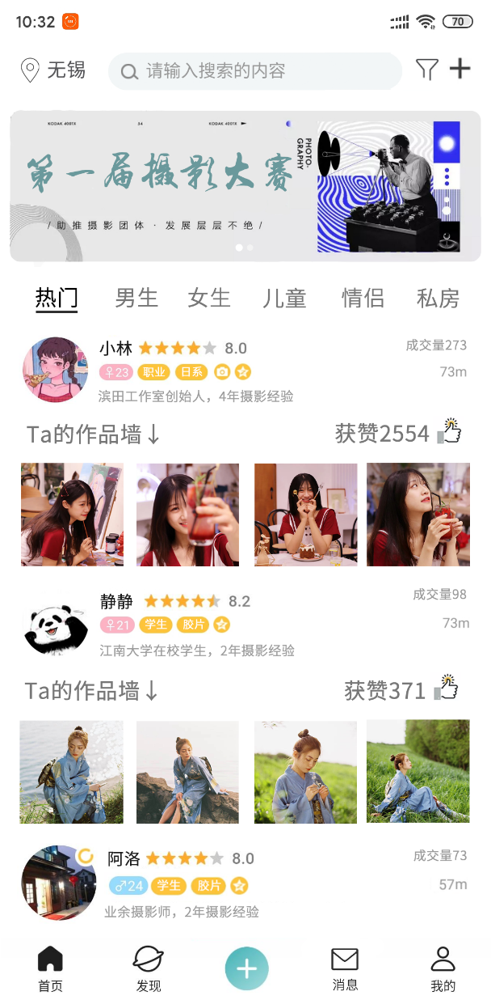 10:32
70
无锡
请输入搜索的内容
KODAK 400TX
34
KODAK 400TX
PHOTO-
GRAPHY
第一届摄影大赛
/助推摄影团体 · 发展层层不绝/
热门 男生 女生 儿童 情侣 私房
小林 8.0 成交量273
♀23 职业 日系 73m
滨田工作室创始人，4年摄影经验
Ta的作品墙↓ 获赞2554
静静 8.2 成交量98
♀21 学生 胶片 73m
江南大学在校学生，2年摄影经验
Ta的作品墙↓ 获赞371
阿洛 8.0 成交量73
♂24 学生 胶片 57m
业余摄影师，2年摄影经验
首页 发现 消息 我的